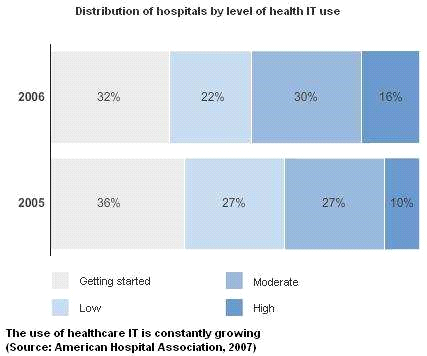 Distribution of hospitals by level of health IT use
2006
32%
22%
30%
16%
2005
36%
27%
27%
10%
Getting started
Moderate
Low
High
The use of healthcare IT is constantly growing
(Source: American Hospital Association, 2007)